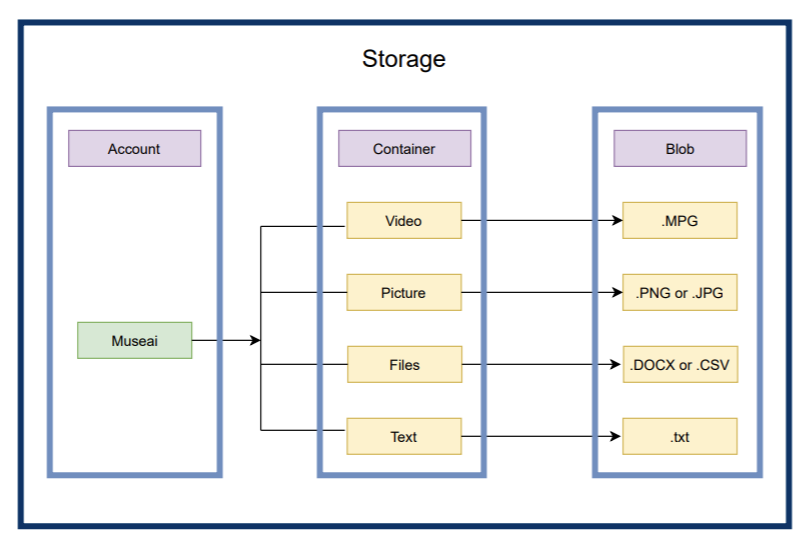 Storage
Account
Container
Blob
Video
.MPG
Picture
.PNG or .JPG
Museai
Files
.DOCX or .CSV
Text
.txt